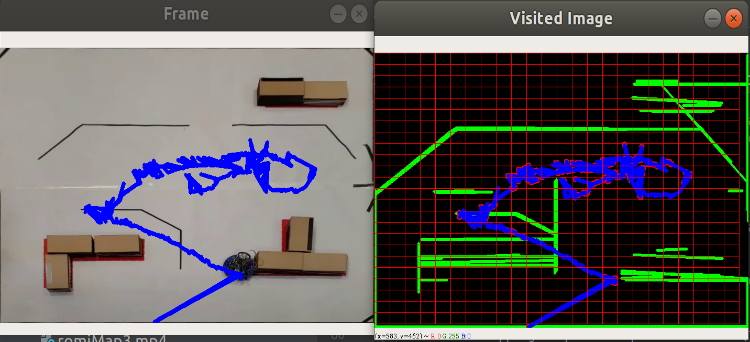 Frame
Visited Image
(x=583, y=452) ~ R:0 G:255 B:0
romiMap3.mp4